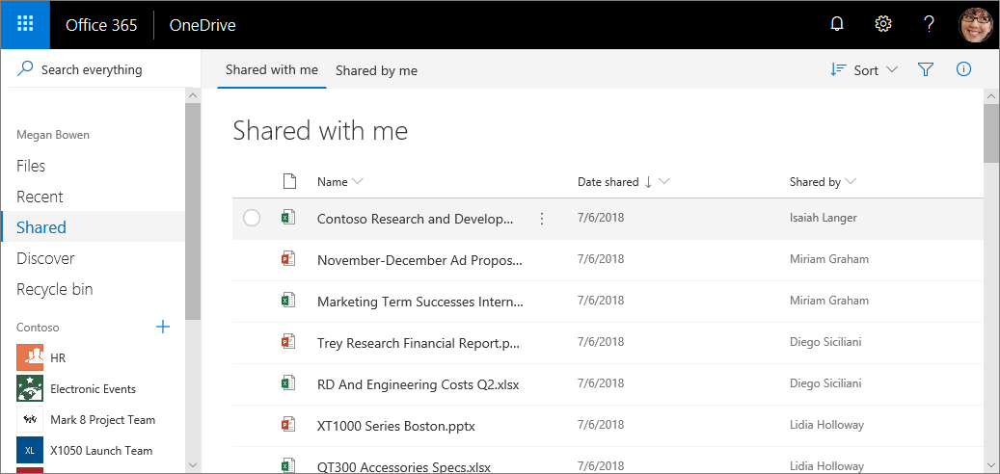 Office 365 OneDrive ?
Search everything Shared with me Shared by me Sort
Shared with me
Megan Bowen
Files
Recent
Shared
Discover
Recycle bin
Contoso
HR
Electronic Events
Mark 8 Project Team
XL X1050 Launch Team
Name Date shared Shared by
Contoso Research and Develop... 7/6/2018 Isaiah Langer
November-December Ad Propos... 7/6/2018 Miriam Graham
Marketing Term Successes Intern... 7/6/2018 Miriam Graham
Trey Research Financial Report.p... 7/6/2018 Diego Siciliani
RD And Engineering Costs Q2.xlsx 7/6/2018 Diego Siciliani
XT1000 Series Boston.pptx 7/6/2018 Lidia Holloway
QT300 Accessories Specs.xlsx 7/6/2018 Lidia Holloway